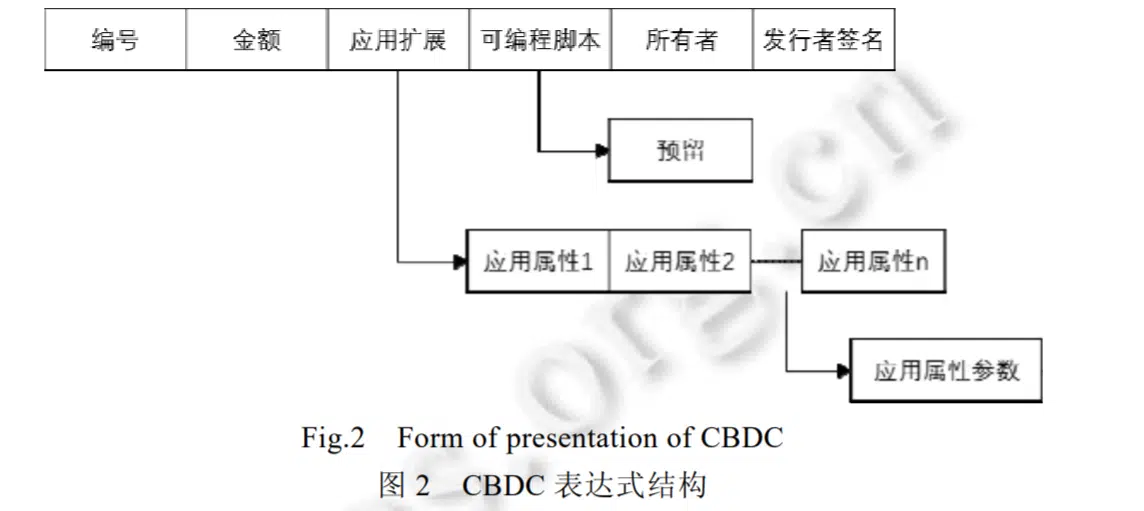 编号 金额 应用扩展 可编程脚本 所有者 发行者签名
预留
应用属性1 应用属性2 应用属性n
应用属性参数
Fig.2 Form of presentation of CBDC
图 2 CBDC 表达式结构